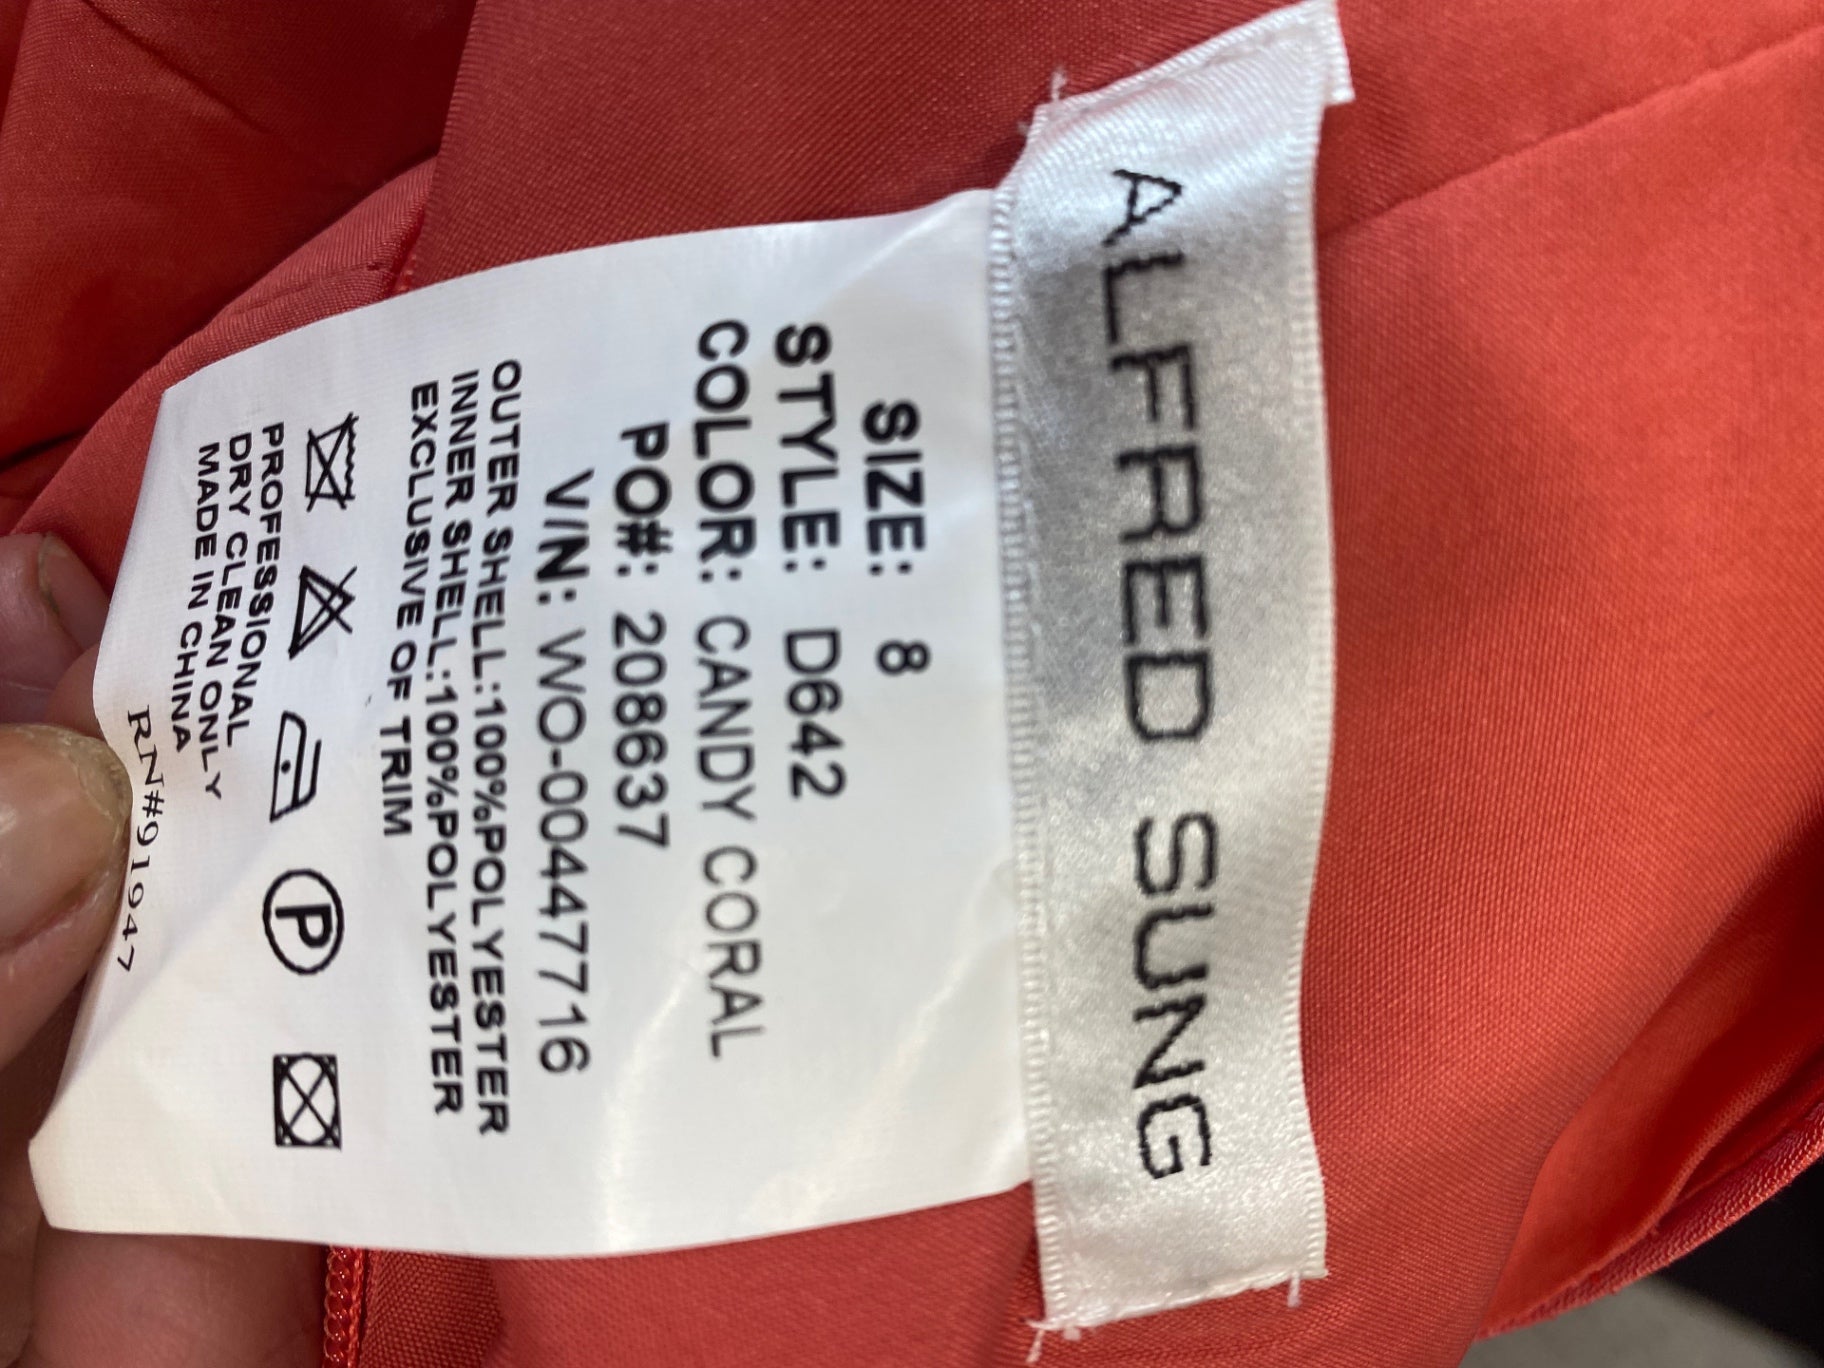 ALFRED SUNG
SIZE: 8
STYLE: D642
COLOR: CANDY CORAL
PO#: 208637
V/N: WO-00447716
OUTER SHELL:100%POLYESTER
INNER SHELL:100%POLYESTER
EXCLUSIVE OF TRIM
P
PROFESSIONAL
DRY CLEAN ONLY
MADE IN CHINA
RN#91947